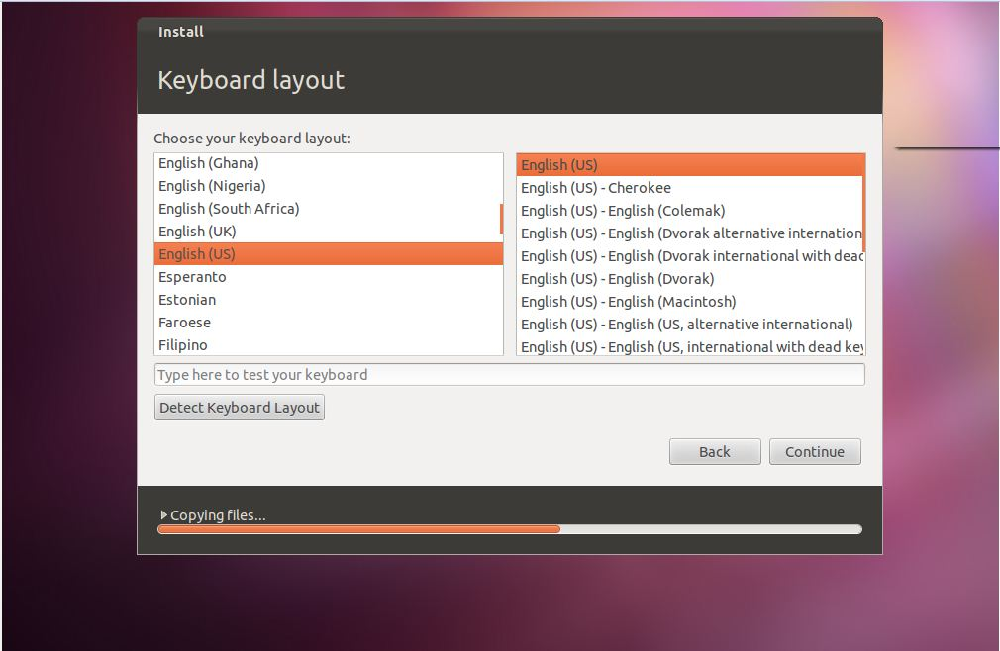 Install
Keyboard layout
Choose your keyboard layout:
English (Ghana)
English (Nigeria)
English (South Africa)
English (UK)
English (US)
Esperanto
Estonian
Faroese
Filipino
English (US)
English (US) - Cherokee
English (US) - English (Colemak)
English (US) - English (Dvorak alternative internation
English (US) - English (Dvorak international with dead
English (US) - English (Dvorak)
English (US) - English (Macintosh)
English (US) - English (US, alternative international)
English (US) - English (US, international with dead key
Type here to test your keyboard
Detect Keyboard Layout
Back
Continue
Copying files...